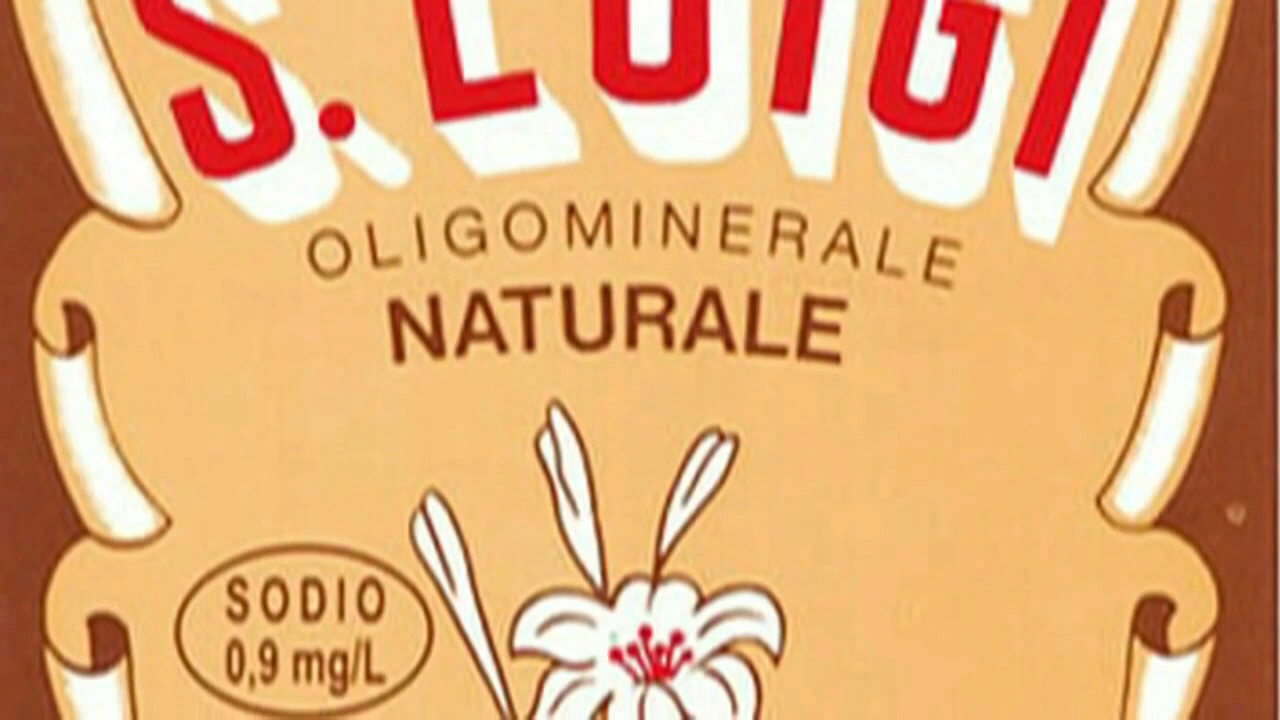 S. LUIGI
OLIGOMINERALE
NATURALE
SODIO
0,9 mg/L